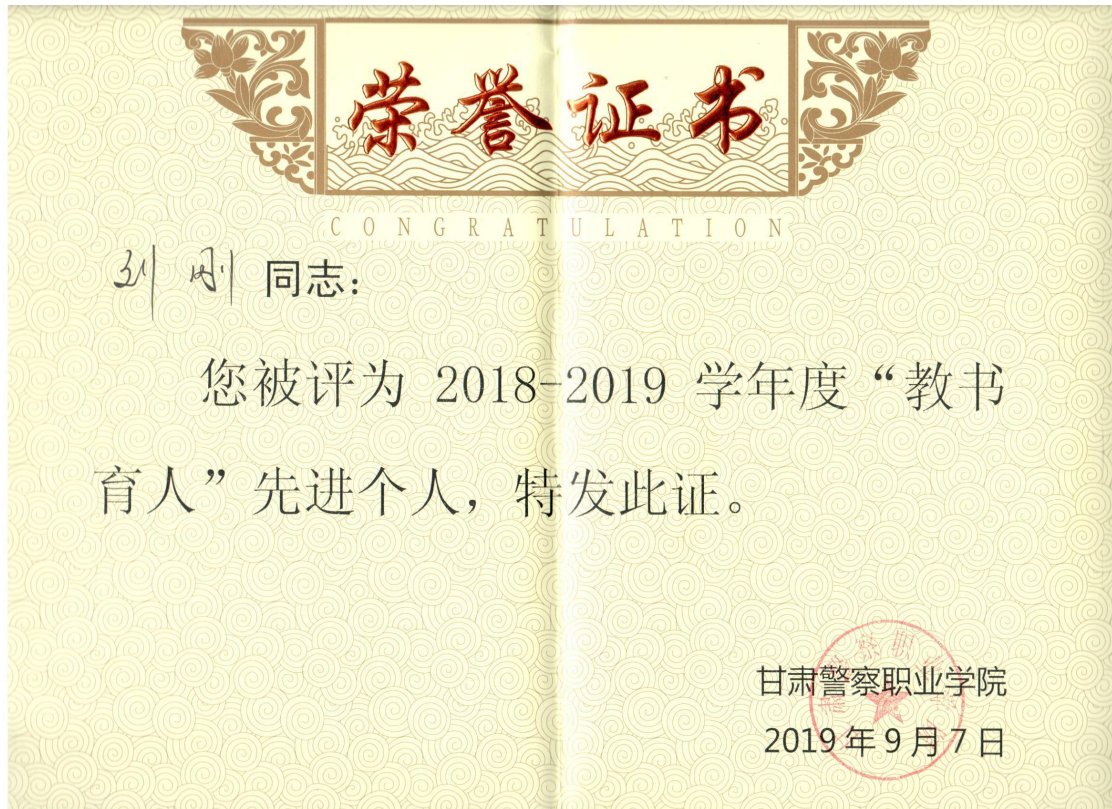 荣誉证书
CONGRATULATION
刘刚 同志：
您被评为 2018-2019 学年度“教书
育人”先进个人，特发此证。
甘肃警察职业学院
2019年9月7日